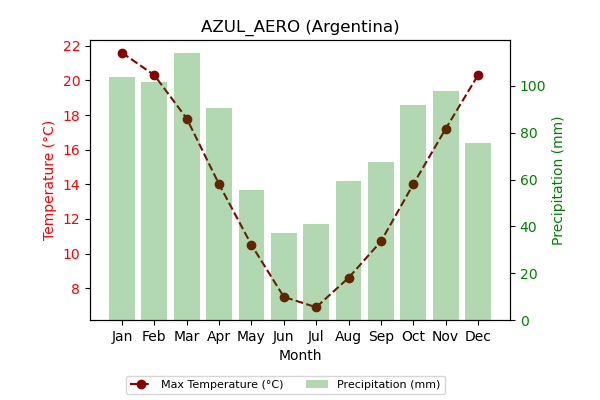 AZUL_AERO (Argentina)
22
20
18
16
14
12
10
8
Temperature (°C)
100
80
60
40
20
0
Precipitation (mm)
Jan Feb Mar Apr May Jun Jul Aug Sep Oct Nov Dec
Month
Max Temperature (°C) Precipitation (mm)